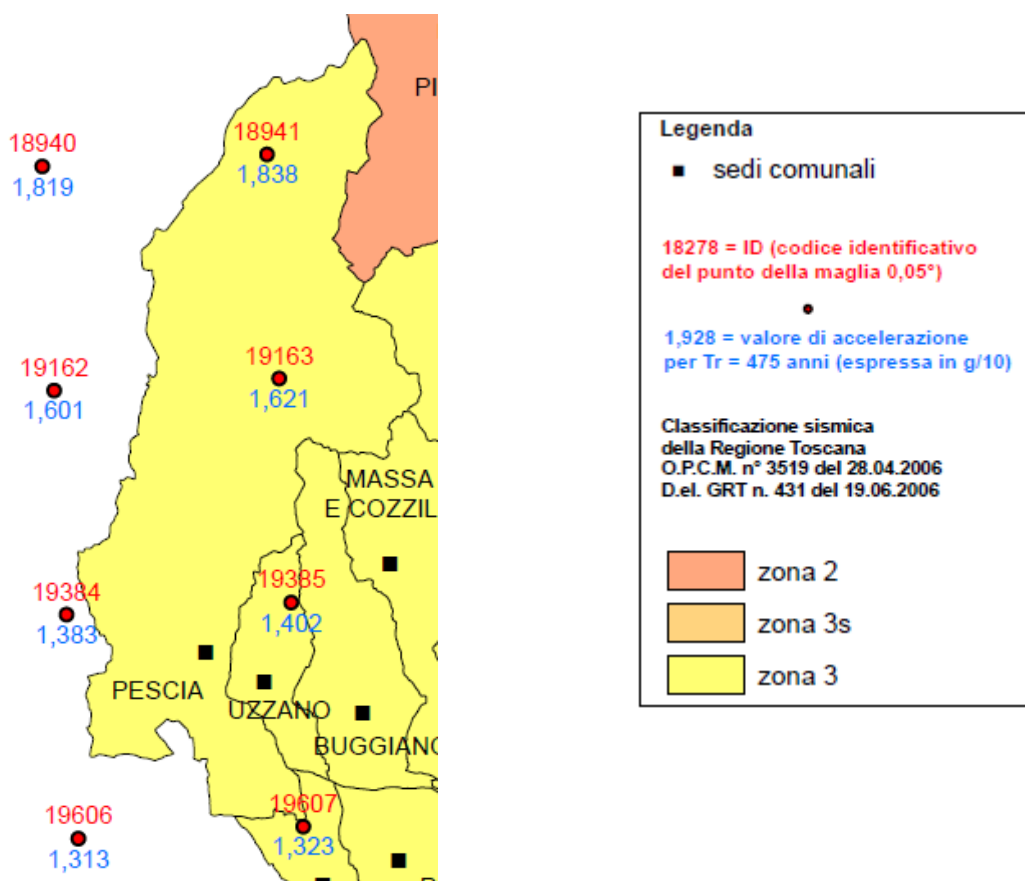 PI
18941
18940
1,838
1,819
19163
19162
1,621
1,601
MASSA
E COZZIL
19385
19384
1,402
1,383
PESCIA
UZZANO
BUGGIANO
19607
19606
1,323
1,313
Legenda
sedi comunali
18278 = ID (codice identificativo
del punto della maglia 0,05°)
1,928 = valore di accelerazione
per Tr = 475 anni (espressa in g/10)
Classificazione sismica
della Regione Toscana
O.P.C.M. n° 3519 del 28.04.2006
D.el. GRT n. 431 del 19.06.2006
zona 2
zona 3s
zona 3